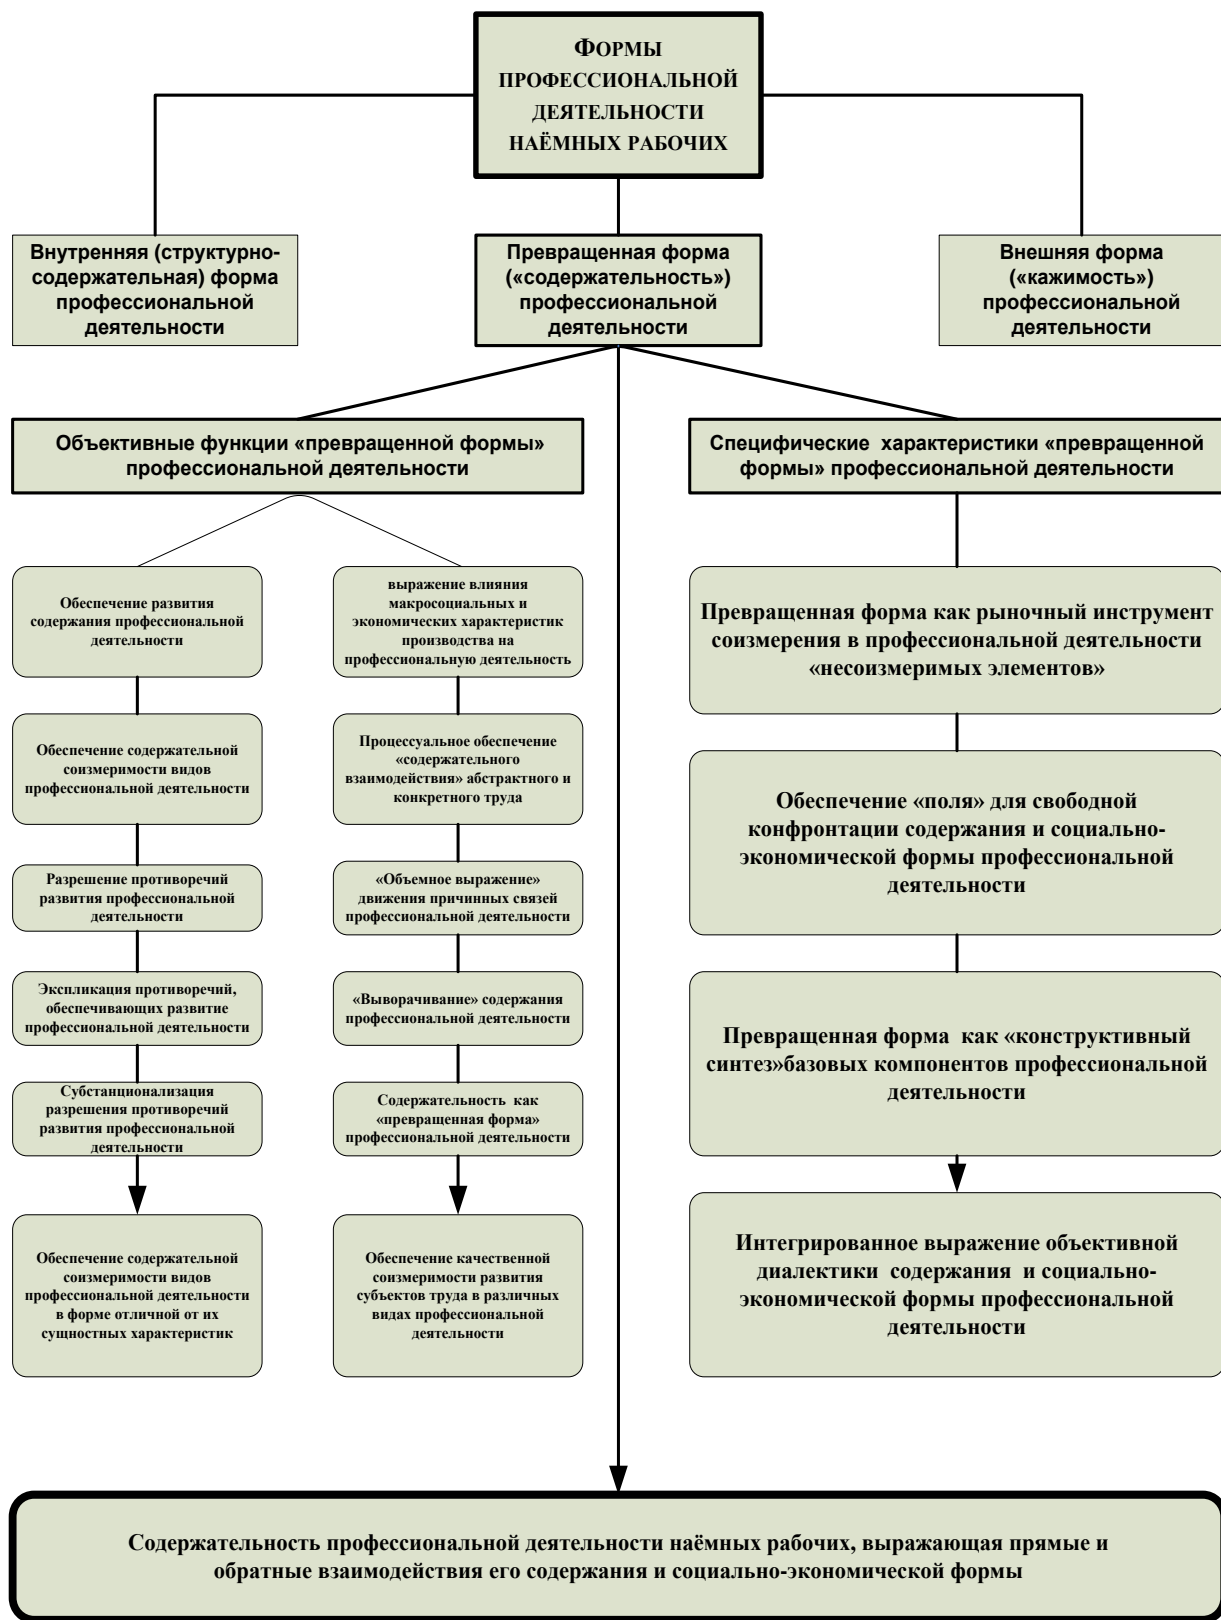 ФОРМЫ
ПРОФЕССИОНАЛЬНОЙ
ДЕЯТЕЛЬНОСТИ
НАЁМНЫХ РАБОЧИХ
Внутренняя (структурно-
содержательная) форма
профессиональной
деятельности
Превращенная форма
(«содержательность»)
профессиональной
деятельности
Внешняя форма
(«кажимость»)
профессиональной
деятельности
Объективные функции «превращенной формы»
профессиональной деятельности
Специфические характеристики «превращенной
формы» профессиональной деятельности
Обеспечение развития
содержания профессиональной
деятельности
Обеспечение содержательной
соизмеримости видов
профессиональной деятельности
Разрешение противоречий
развития профессиональной
деятельности
Экспликация противоречий,
обеспечивающих развитие
профессиональной деятельности
Субстанционализация
разрешения противоречий
развития профессиональной
деятельности
Обеспечение содержательной
соизмеримости видов
профессиональной деятельности
в форме отличной от их
сущностных характеристик
выражение влияния
макросоциальных и
экономических характеристик
производства на
профессиональную деятельность
Процессуальное обеспечение
«содержательного
взаимодействия» абстрактного и
конкретного труда
«Объемное выражение»
движения причинных связей
профессиональной деятельности
«Выворачивание» содержания
профессиональной деятельности
Содержательность как
«превращенная форма»
профессиональной деятельности
Обеспечение качественной
соизмеримости развития
субъектов труда в различных
видах профессиональной
деятельности
Превращенная форма как рыночный инструмент
соизмерения в профессиональной деятельности
«несоизмеримых элементов»
Обеспечение «поля» для свободной
конфронтации содержания и социально-
экономической формы профессиональной
деятельности
Превращенная форма как «конструктивный
синтез»базовых компонентов профессиональной
деятельности
Интегрированное выражение объективной
диалектики содержания и социально-
экономической формы профессиональной
деятельности
Содержательность профессиональной деятельности наёмных рабочих, выражающая прямые и
обратные взаимодействия его содержания и социально-экономической формы